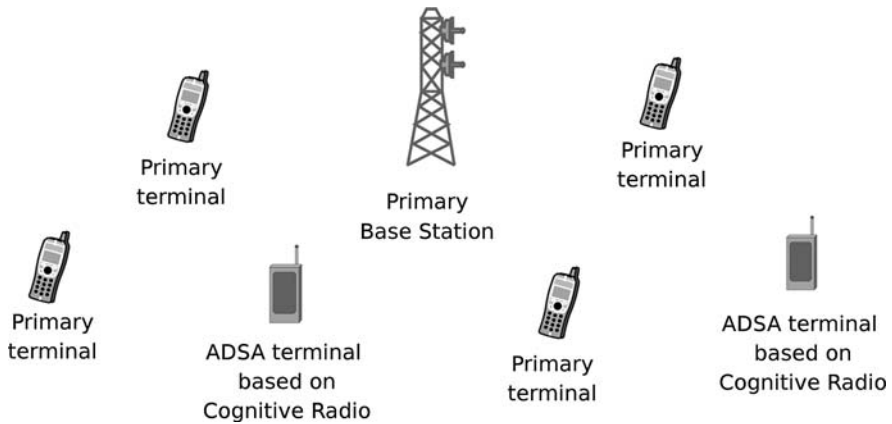 Primary
terminal
Primary
Base Station
Primary
terminal
Primary
terminal
ADSA terminal
based on
Cognitive Radio
Primary
terminal
ADSA terminal
based on
Cognitive Radio